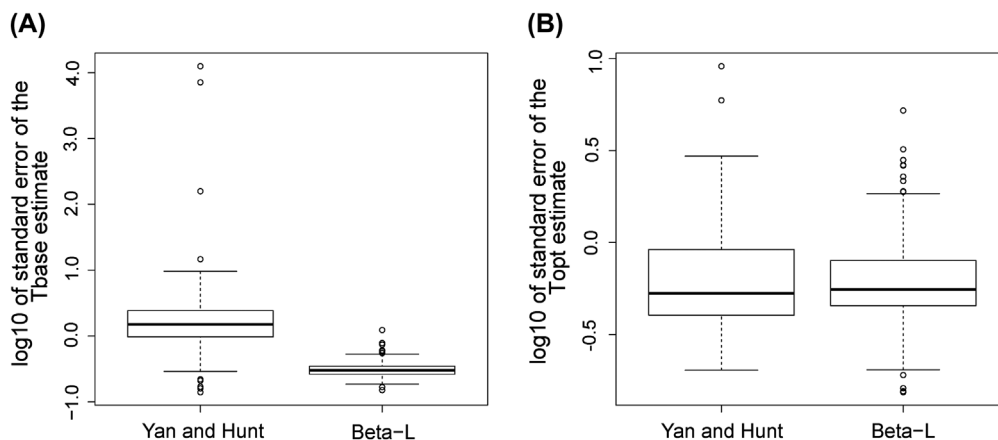 (A)
log10 of standard error of the
Tbase estimate
4.0
3.0
2.0
1.0
0.0
−1.0
Yan and Hunt
Beta−L
(B)
log10 of standard error of the
Topt estimate
1.0
0.5
−0.0
−0.5
Yan and Hunt
Beta−L